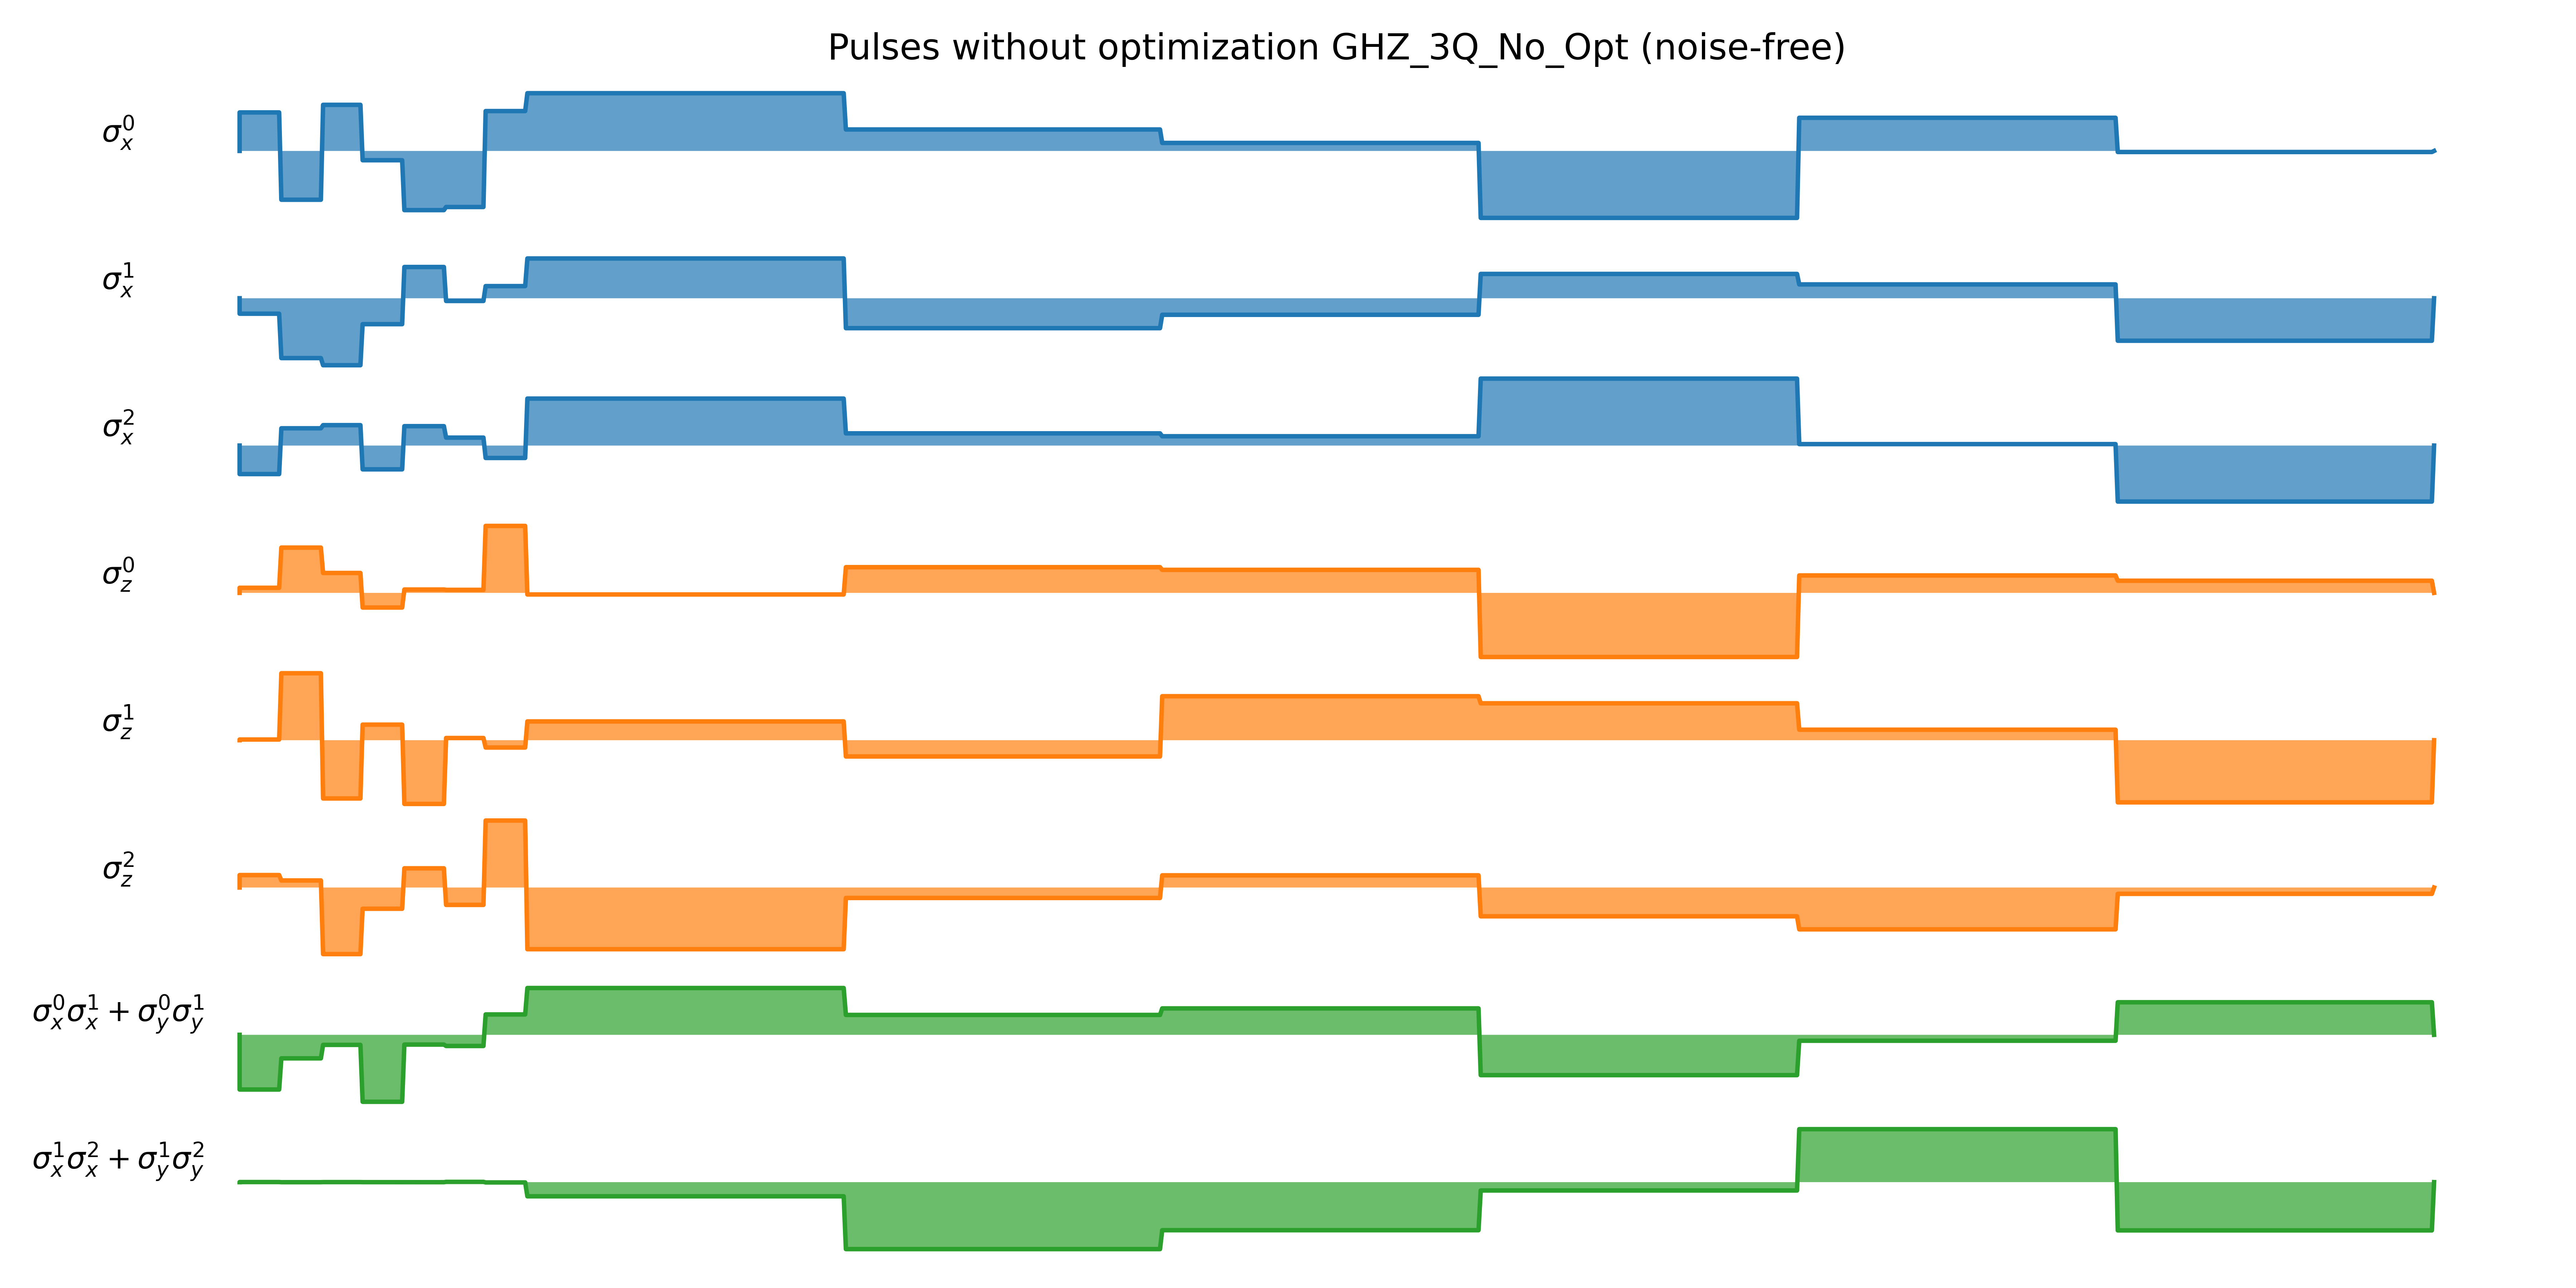 Pulses without optimization GHZ_3Q_No_Opt (noise-free)
σ_x^0
σ_x^1
σ_x^2
σ_z^0
σ_z^1
σ_z^2
σ_x^0σ_x^1 + σ_y^0σ_y^1
σ_x^1σ_x^2 + σ_y^1σ_y^2